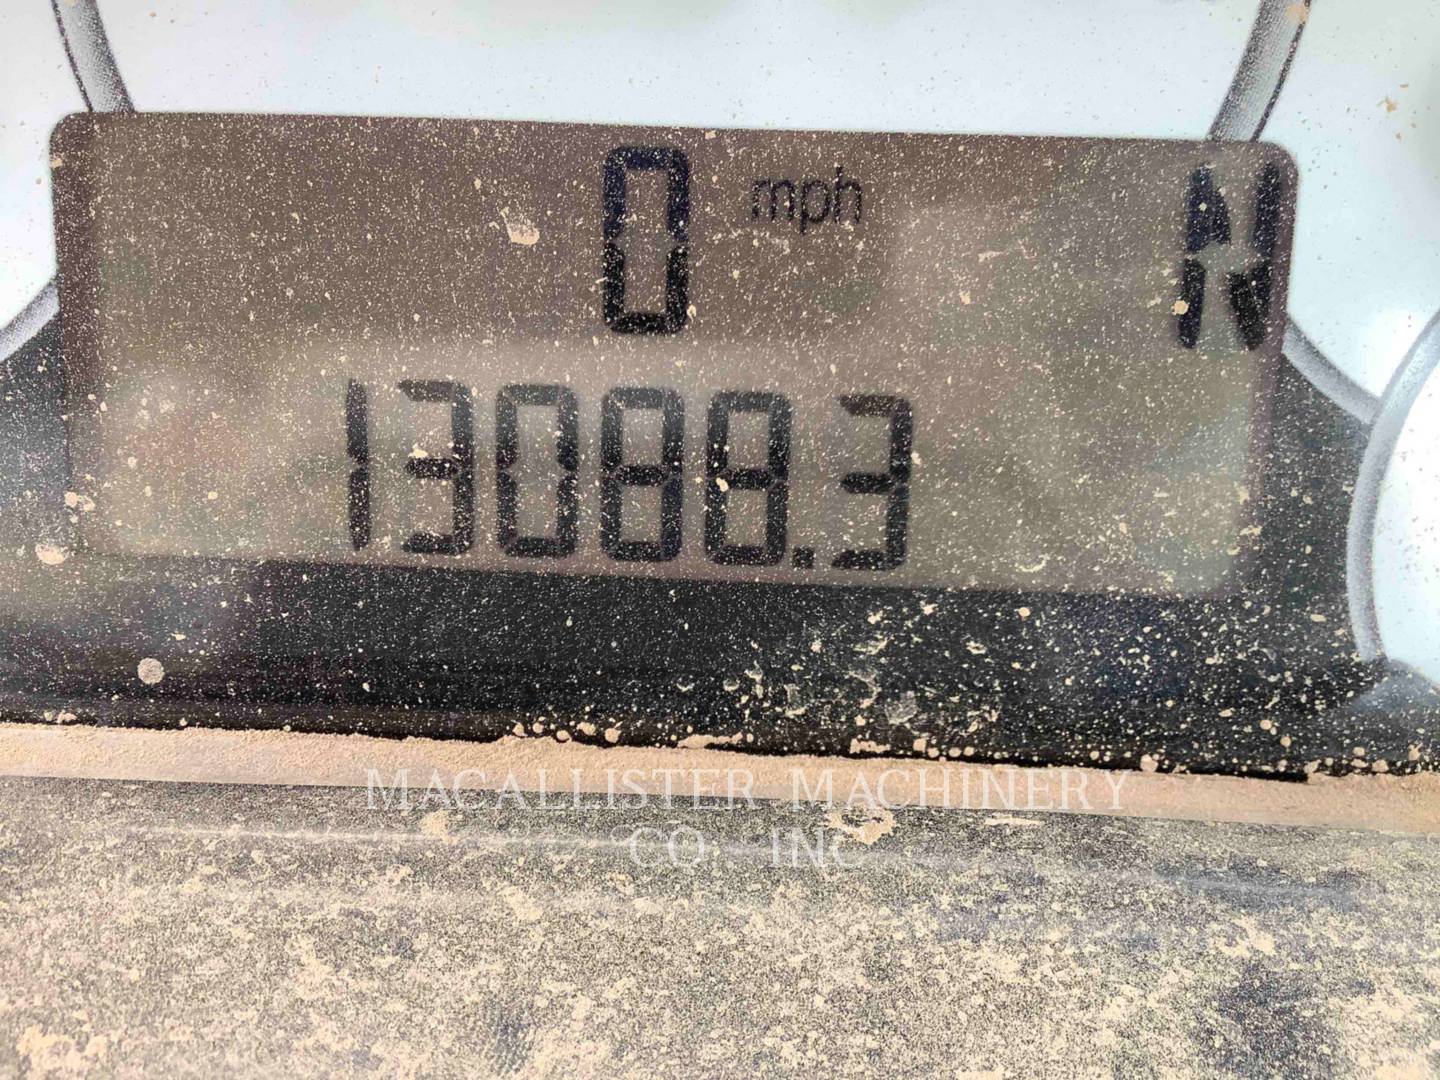 0 mph N
13088.3
MACALLISTER MACHINERY
CO INC